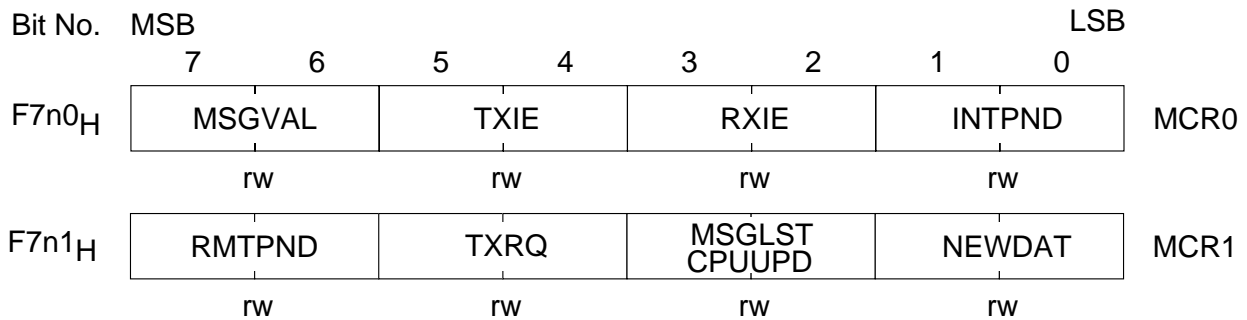 Bit No. MSB LSB
7 6 5 4 3 2 1 0
F7n0H MSGVAL TXIE RXIE INTPND MCR0
rw rw rw rw
F7n1H RMTPND TXRQ MSGLST CPUUPD NEWDAT MCR1
rw rw rw rw